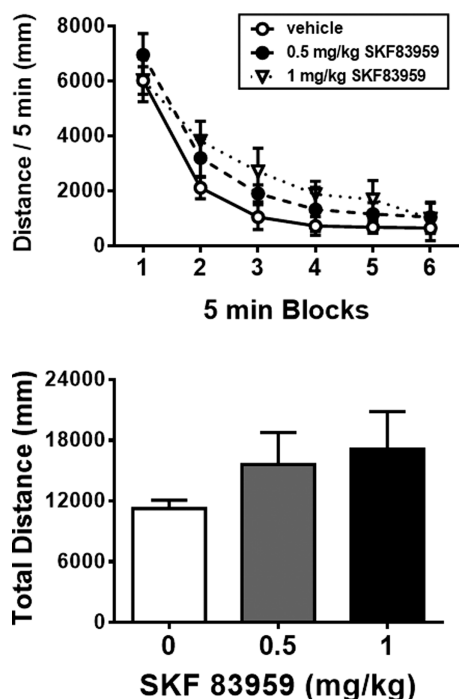 8000
6000
4000
2000
0
Distance / 5 min (mm)
vehicle
0.5 mg/kg SKF83959
1 mg/kg SKF83959
1 2 3 4 5 6
5 min Blocks
24000
18000
12000
6000
0
Total Distance (mm)
0 0.5 1
SKF 83959 (mg/kg)